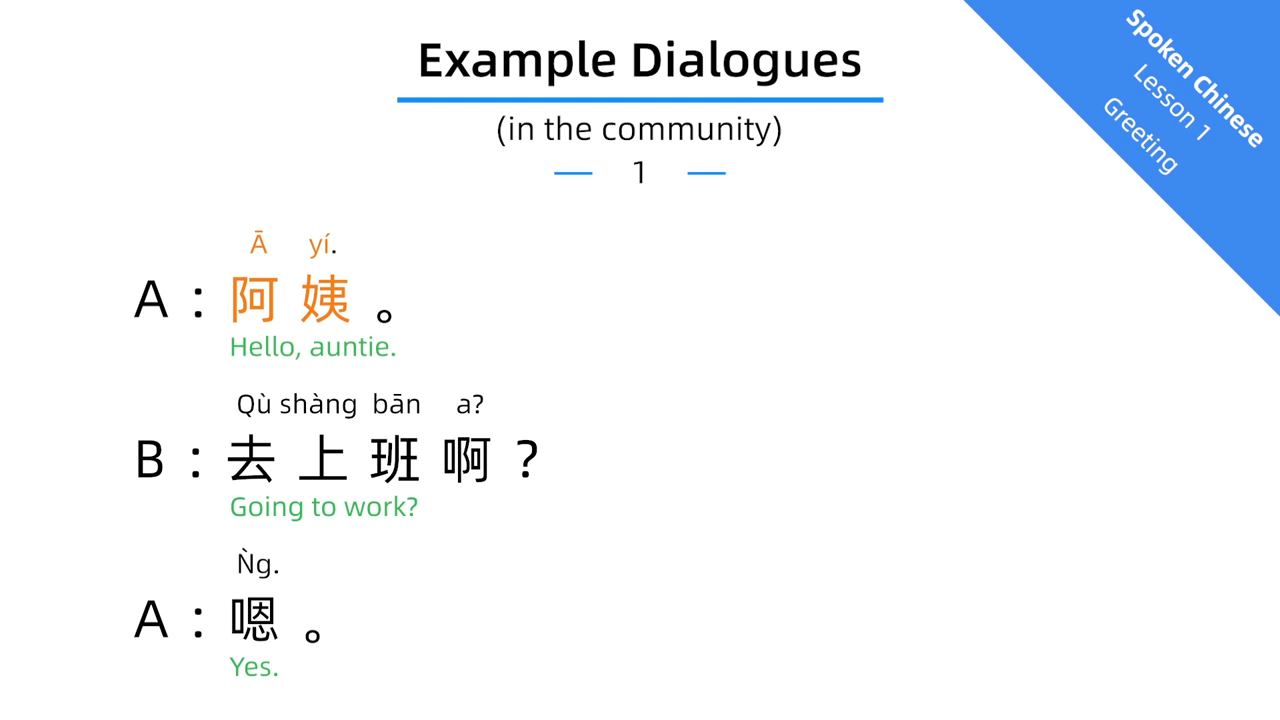 Example Dialogues
(in the community)
1
Spoken Chinese
Lesson 1
Greeting
Ā yí.
A：阿姨。
Hello, auntie.
Qù shàng bān a?
B：去上班啊？
Going to work?
Ǹg.
A：嗯。
Yes.